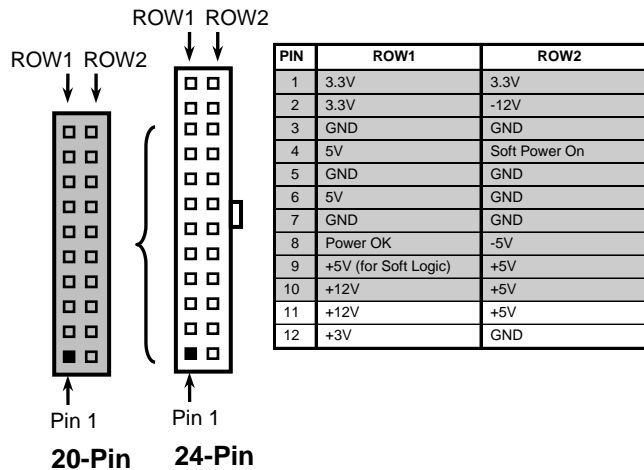 ROW1 ROW2
ROW1 ROW2
Pin 1
Pin 1
20-Pin
24-Pin
PIN ROW1 ROW2
1 3.3V 3.3V
2 3.3V -12V
3 GND GND
4 5V Soft Power On
5 GND GND
6 5V GND
7 GND GND
8 Power OK -5V
9 +5V (for Soft Logic) +5V
10 +12V +5V
11 +12V +5V
12 +3V GND